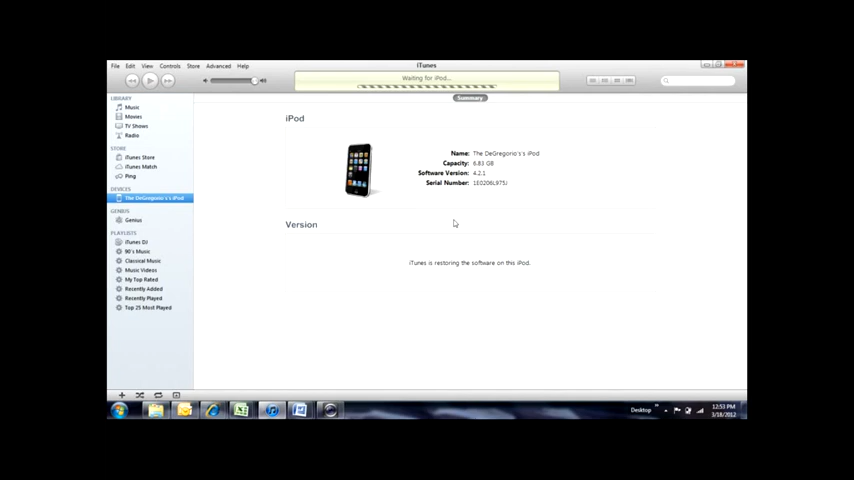 iTunes
File Edit View Controls Store Advanced Help
Waiting for iPod...
Summary
LIBRARY
Music
Movies
TV Shows
Radio
STORE
iTunes Store
iTunes Match
Ping
DEVICES
The DeGregorio's's iPod
GENIUS
Genius
PLAYLISTS
iTunes DJ
90's Music
Classical Music
Music Videos
My Top Rated
Recently Added
Recently Played
Top 25 Most Played
iPod
Name: The DeGregorio's's iPod
Capacity: 6.83 GB
Software Version: 4.2.1
Serial Number: 1E0206L975J
Version
iTunes is restoring the software on this iPod.
Desktop
12:53 PM
3/18/2012